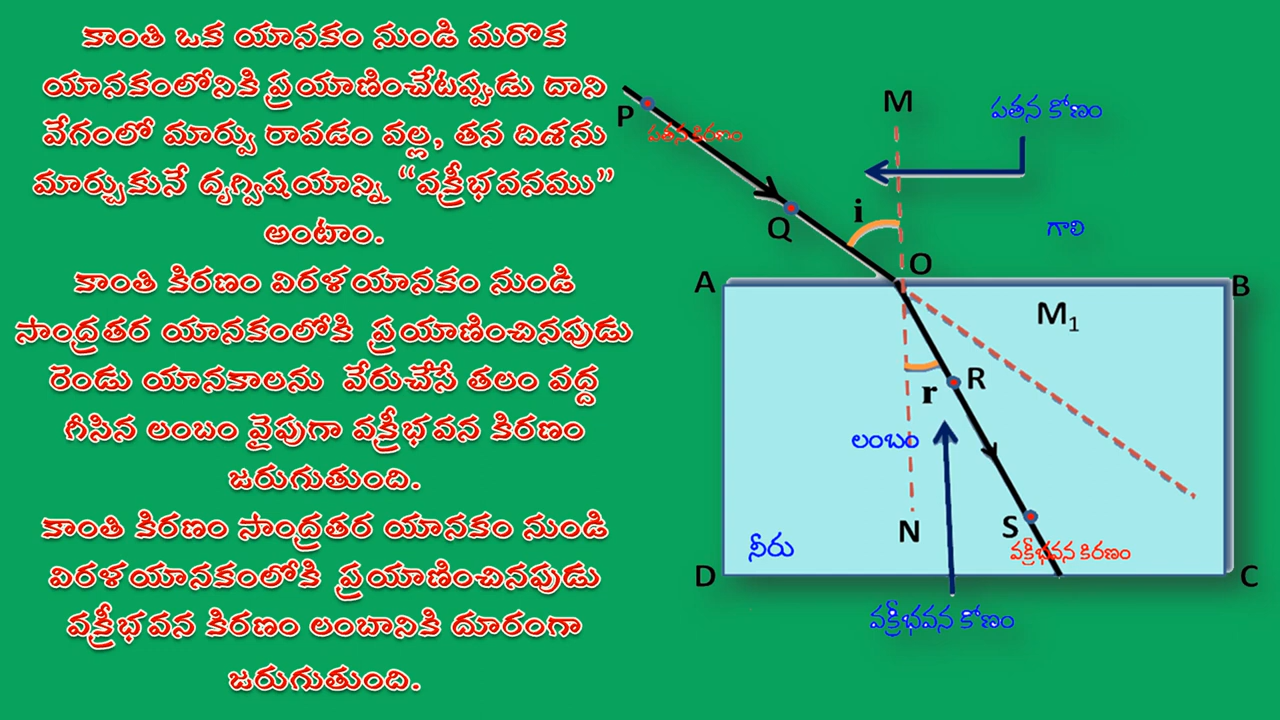 కాంతి ఒక యానకం నుండి మరొక
యానకంలోనికి ప్రయాణించేటప్పుడు దాని
వేగంలో మార్పు రావడం వల్ల, తన దిశను
మార్చుకునే దృగ్విషయాన్ని “వక్రీభవనము”
అంటాం.
కాంతి కిరణం విరళయానకం నుండి
సాంద్రతర యానకంలోకి ప్రయాణించినపుడు
రెండు యానకాలను వేరుచేసే తలం వద్ద
గీసిన లంబం వైపుగా వక్రీభవన కిరణం
జరుగుతుంది.
కాంతి కిరణం సాంద్రతర యానకం నుండి
విరళయానకంలోకి ప్రయాణించినపుడు
వక్రీభవన కిరణం లంబానికి దూరంగా
జరుగుతుంది.
P
పతన కిరణం
M
పతన కోణం
Q
i
గాలి
O
A
B
M₁
R
r
లంబం
N
S
నీరు
వక్రీభవన కిరణం
D
C
వక్రీభవన కోణం